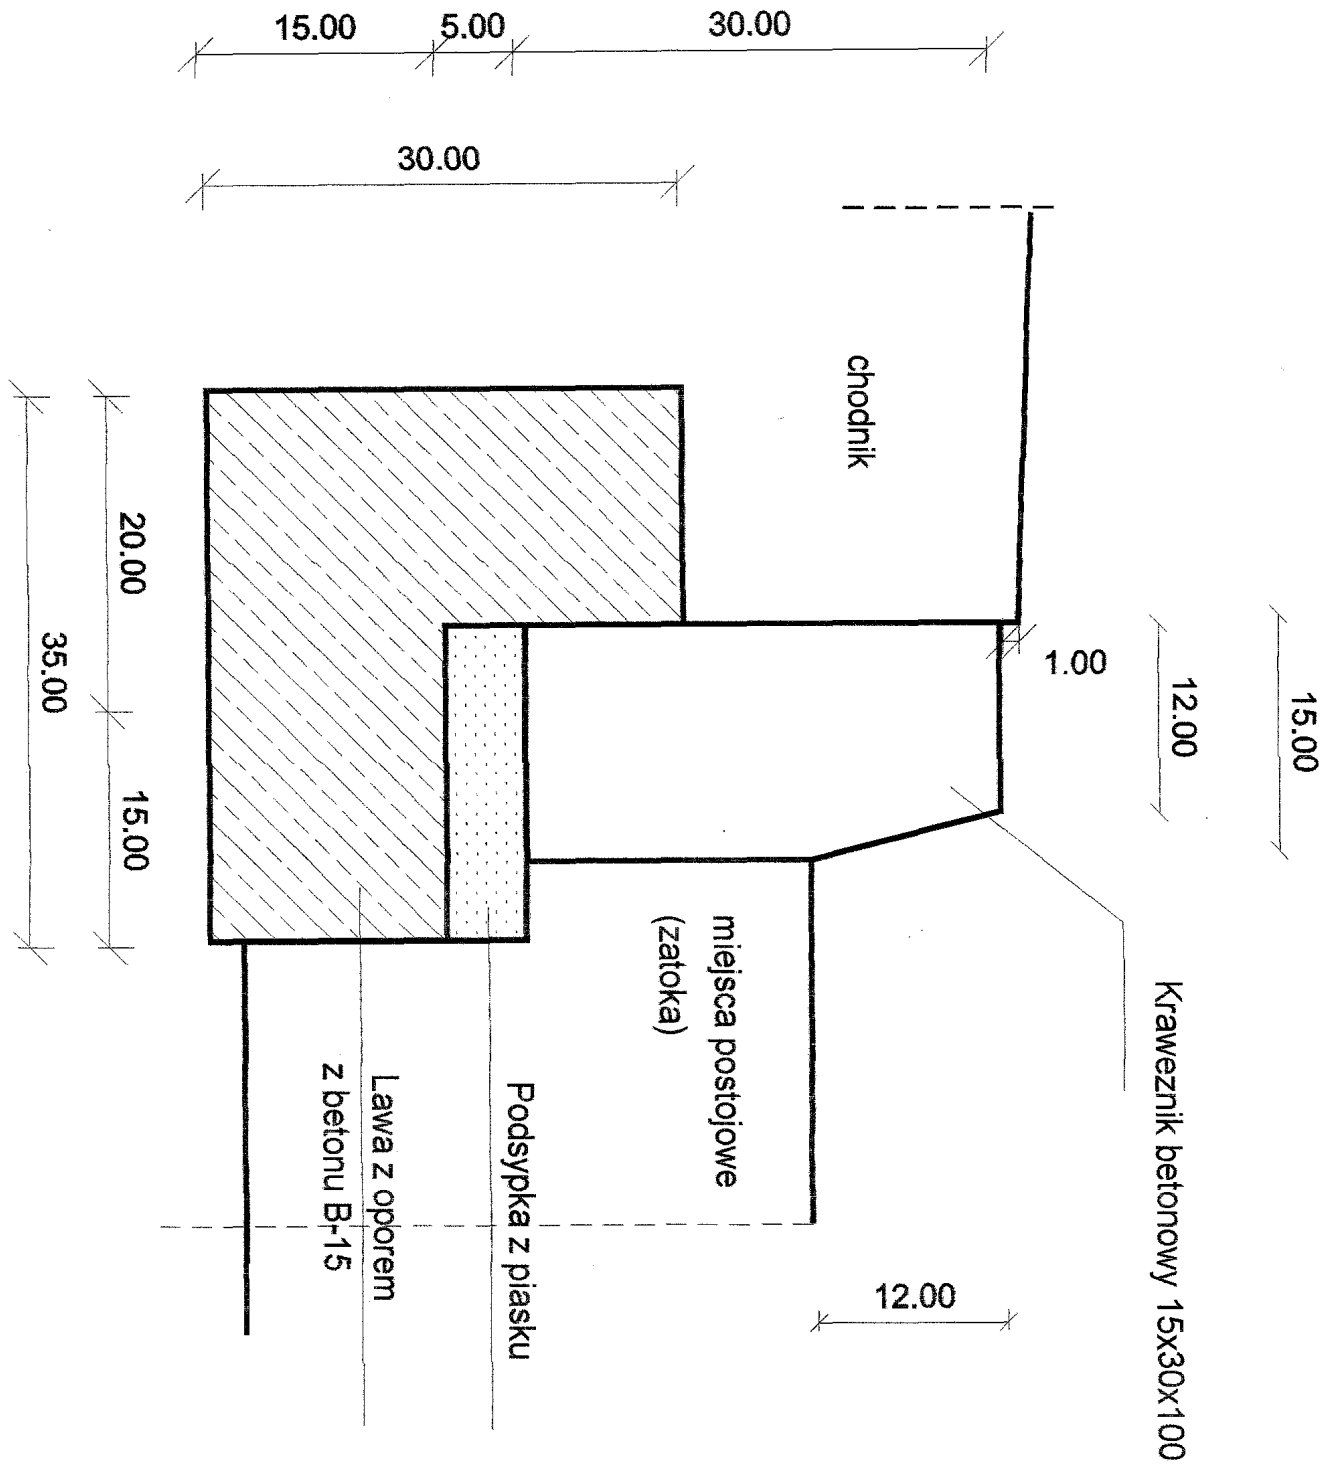 15.00
5.00
30.00
30.00
chodnik
20.00
15.00
35.00
1.00
12.00
15.00
miejsca postojowe
(zatoka)
Kraweznik betonowy 15x30x100
Podsypka z piasku
Lawa z oporem
z betonu B-15
12.00